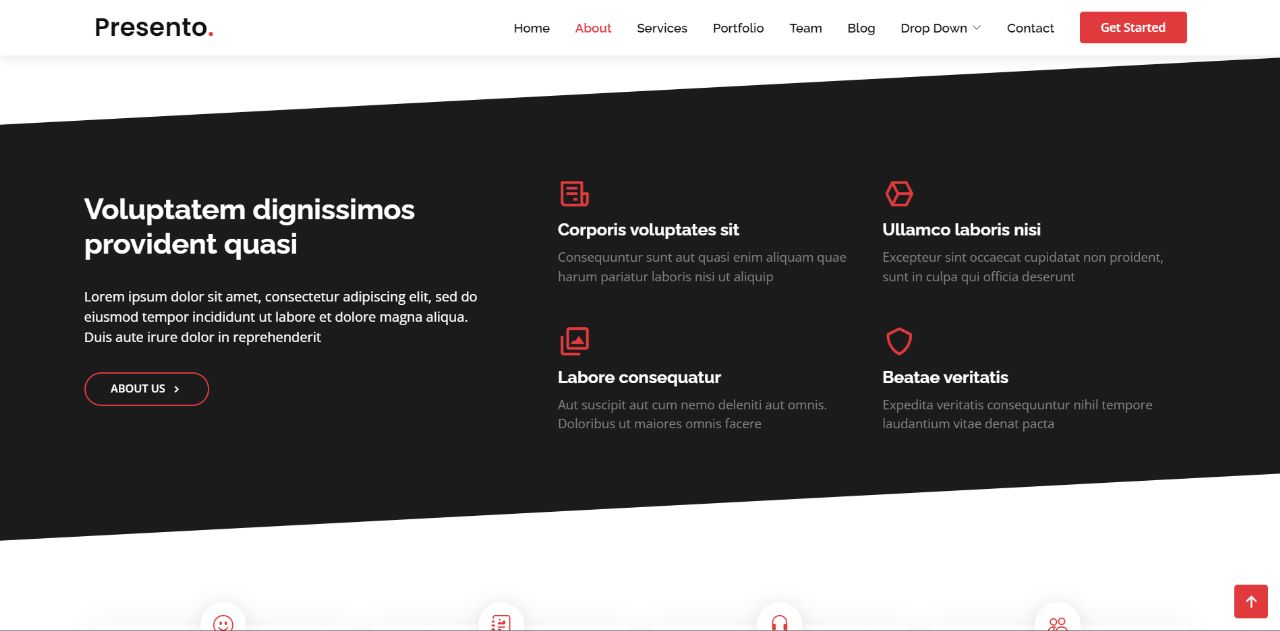 Presento.
Home
About
Services
Portfolio
Team
Blog
Drop Down
Contact
Get Started
Voluptatem dignissimos
provident quasi
Lorem ipsum dolor sit amet, consectetur adipiscing elit, sed do
eiusmod tempor incididunt ut labore et dolore magna aliqua.
Duis aute irure dolor in reprehenderit
ABOUT US
Corporis voluptates sit
Consequuntur sunt aut quasi enim aliquam quae
harum pariatur laboris nisi ut aliquip
Ullamco laboris nisi
Excepteur sint occaecat cupidatat non proident,
sunt in culpa qui officia deserunt
Labore consequatur
Aut suscipit aut cum nemo deleniti aut omnis.
Doloribus ut maiores omnis facere
Beatae veritatis
Expedita veritatis consequuntur nihil tempore
laudantium vitae denat pacta